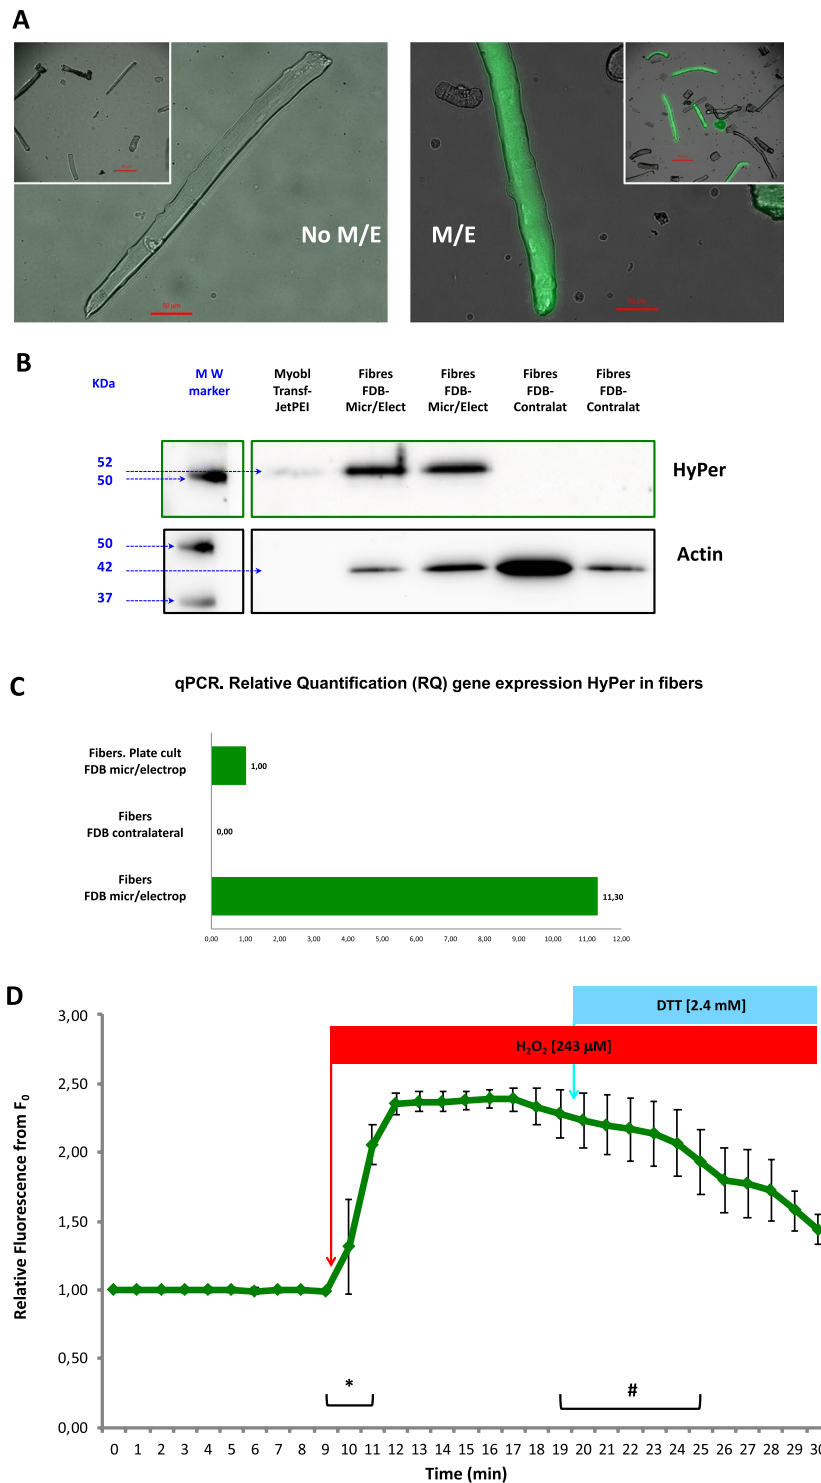 A
No M/E
50 µm
M/E
B
KDa
M W
marker
Myobl
Transf-
JetPEI
Fibres
FDB-
Micr/Elect
Fibres
FDB-
Micr/Elect
Fibres
FDB-
Contralat
Fibres
FDB-
Contralat
52
50
HyPer
50
42
37
Actin
C
qPCR. Relative Quantification (RQ) gene expression HyPer in fibers
Fibers. Plate cult
FDB micr/electrop
1,00
Fibers
FDB contralateral
0,00
Fibers
FDB micr/electrop
11,30
0,00 1,00 2,00 3,00 4,00 5,00 6,00 7,00 8,00 9,00 10,00 11,00 12,00
D
DTT [2.4 mM]
H₂O₂ [243 µM]
3,00
2,50
2,00
1,50
1,00
0,50
0,00
Relative Fluorescence from F₀
*
#
0 1 2 3 4 5 6 7 8 9 10 11 12 13 14 15 16 17 18 19 20 21 22 23 24 25 26 27 28 29 30
Time (min)